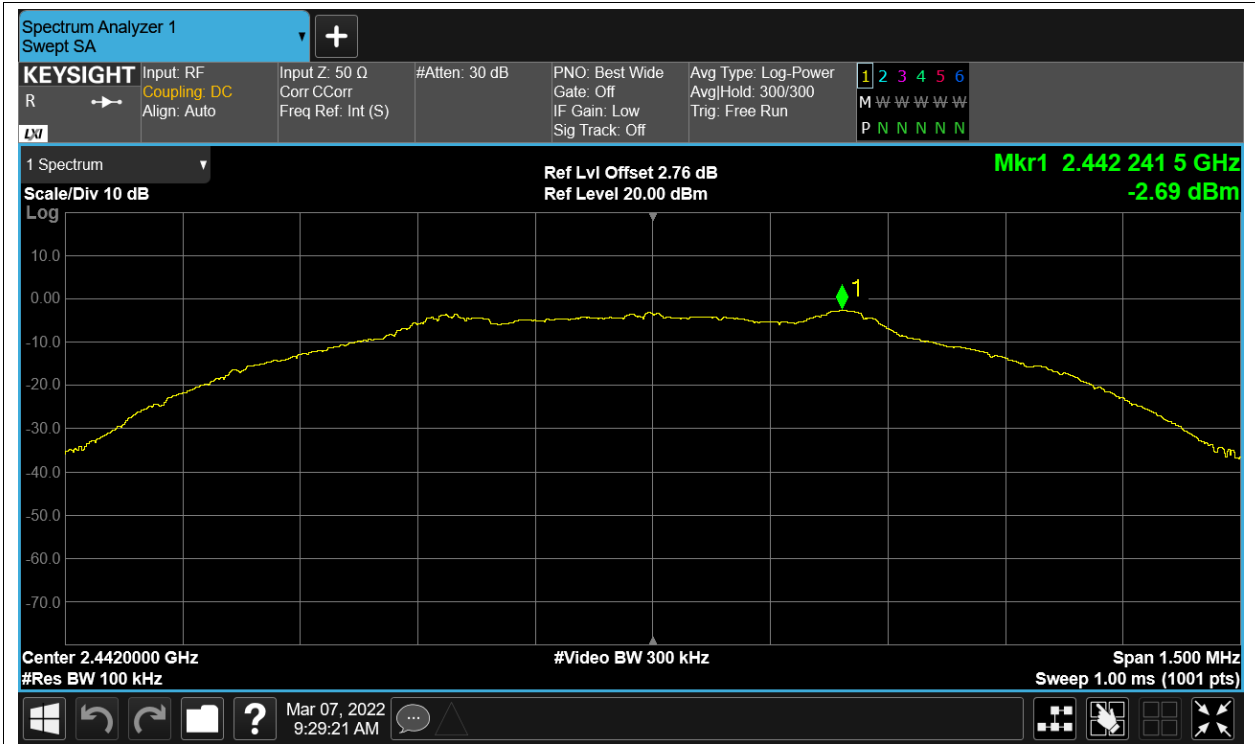 Spectrum Analyzer 1
Swept SA
KEYSIGHT
R
LXI
Input: RF
Coupling: DC
Align: Auto
Input Z: 50 Ω
Corr CCorr
Freq Ref: Int (S)
#Atten: 30 dB
PNO: Best Wide
Gate: Off
IF Gain: Low
Sig Track: Off
Avg Type: Log-Power
Avg|Hold: 300/300
Trig: Free Run
1 2 3 4 5 6
M W W W W W
P N N N N N
1 Spectrum
Scale/Div 10 dB
Log
Ref Lvl Offset 2.76 dB
Ref Level 20.00 dBm
Mkr1 2.442 241 5 GHz
-2.69 dBm
10.0
0.00
-10.0
-20.0
-30.0
-40.0
-50.0
-60.0
-70.0
1
Center 2.4420000 GHz
#Res BW 100 kHz
#Video BW 300 kHz
Span 1.500 MHz
Sweep 1.00 ms (1001 pts)
?
Mar 07, 2022
9:29:21 AM